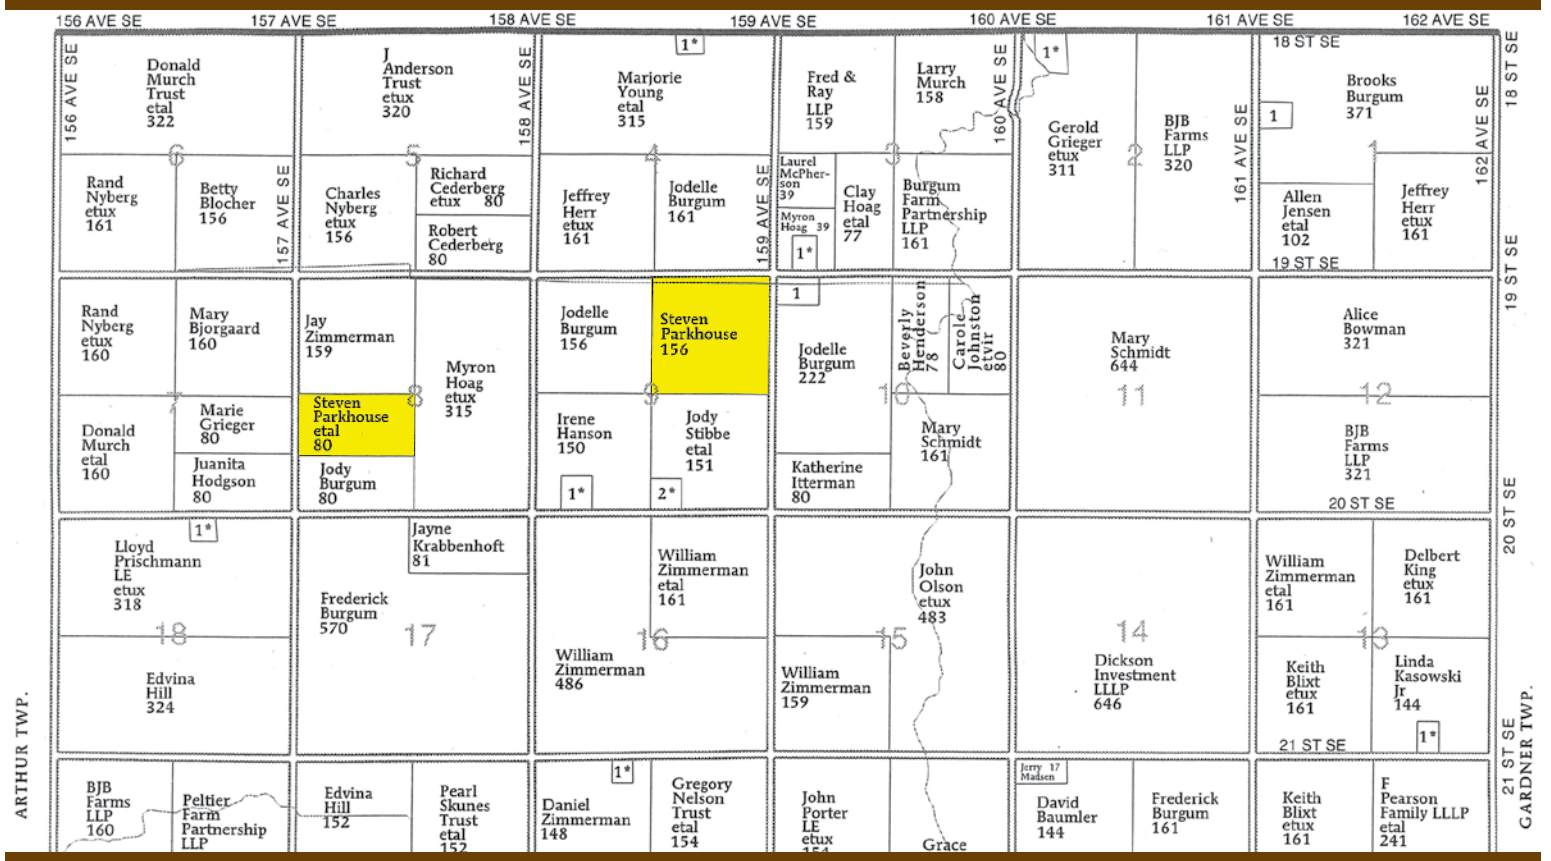 156 AVE SE
157 AVE SE
158 AVE SE
159 AVE SE
160 AVE SE
161 AVE SE
162 AVE SE
156 AVE SE
Donald
Murch
Trust
etal
322
J
Anderson
Trust
etux
320
158 AVE SE
1*
Marjorie
Young
etal
315
Fred &
Ray
LLP
159
Larry
Murch
158
160 AVE SE
1*
Gerold
Grieger
etux
311
BJB
Farms
LLP
320
161 AVE SE
18 ST SE
1
Brooks
Burgum
371
162 AVE SE
18 ST SE
6
5
4
3
2
1
Rand
Nyberg
etux
161
Betty
Blocher
156
157 AVE SE
Charles
Nyberg
etux
156
Richard
Cederberg
etux 80
Robert
Cederberg
80
Jeffrey
Herr
etux
161
Jodelle
Burgum
161
159 AVE SE
Laurel
McPher-
son
39
Myron
Hoag 39
1*
Clay
Hoag
etal
77
Burgum
Farm
Partnership
LLP
161
Allen
Jensen
etal
102
Jeffrey
Herr
etux
161
19 ST SE
19 ST SE
Rand
Nyberg
etux
160
Mary
Bjorgaard
160
Jay
Zimmerman
159
Myron
Hoag
etux
315
Jodelle
Burgum
156
Steven
Parkhouse
156
1
Jodelle
Burgum
222
Beverly
Henderson
78
Carole
Johnston
etvir
80
Mary
Schmidt
644
Alice
Bowman
321
7
8
9
10
11
12
Donald
Murch
etal
160
Marie
Grieger
80
Juanita
Hodgson
80
Steven
Parkhouse
etal
80
Jody
Burgum
80
Irene
Hanson
150
1*
Jody
Stibbe
etal
151
2*
Katherine
Itterman
80
Mary
Schmidt
161
BJB
Farms
LLP
321
20 ST SE
20 ST SE
1*
Lloyd
Prischmann
LE
etux
318
Jayne
Krabbenhoft
81
Frederick
Burgum
570
William
Zimmerman
etal
161
John
Olson
etux
483
William
Zimmerman
etal
161
Delbert
King
etux
161
18
17
16
15
14
13
Edvina
Hill
324
William
Zimmerman
486
William
Zimmerman
159
Dickson
Investment
LLLP
646
Keith
Blixt
etux
161
Linda
Kasowski
Jr
144
1*
21 ST SE
21 ST SE
ARTHUR TWP.
GARDNER TWP.
BJB
Farms
LLP
160
Peltier
Farm
Partnership
LLP
Edvina
Hill
152
Pearl
Skunes
Trust
etal
152
1*
Daniel
Zimmerman
148
Gregory
Nelson
Trust
etal
154
John
Porter
LE
etux
154
Grace
Jerry 17
Madsen
David
Baumler
144
Frederick
Burgum
161
Keith
Blixt
etux
161
F
Pearson
Family LLLP
etal
241